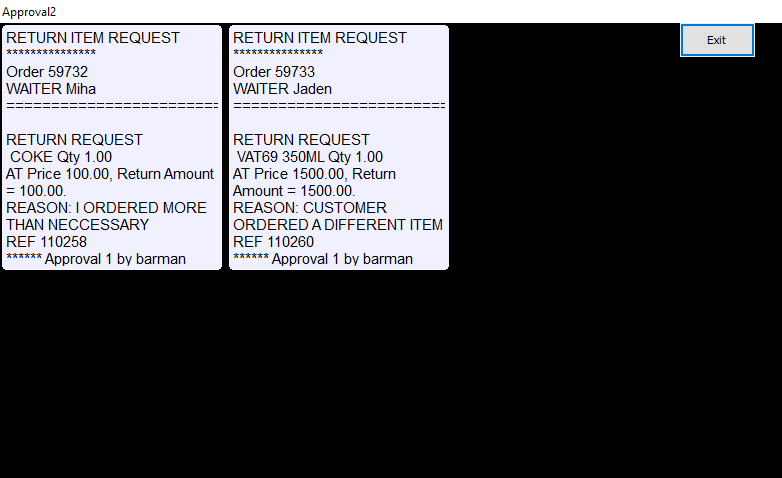 Approval2
RETURN ITEM REQUEST
***************
Order 59732
WAITER Miha
=========================
RETURN REQUEST
COKE Qty 1.00
AT Price 100.00, Return Amount
= 100.00.
REASON: I ORDERED MORE
THAN NECCESSARY
REF 110258
****** Approval 1 by barman
RETURN ITEM REQUEST
***************
Order 59733
WAITER Jaden
=========================
RETURN REQUEST
VAT69 350ML Qty 1.00
AT Price 1500.00, Return
Amount = 1500.00.
REASON: CUSTOMER
ORDERED A DIFFERENT ITEM
REF 110260
****** Approval 1 by barman
Exit